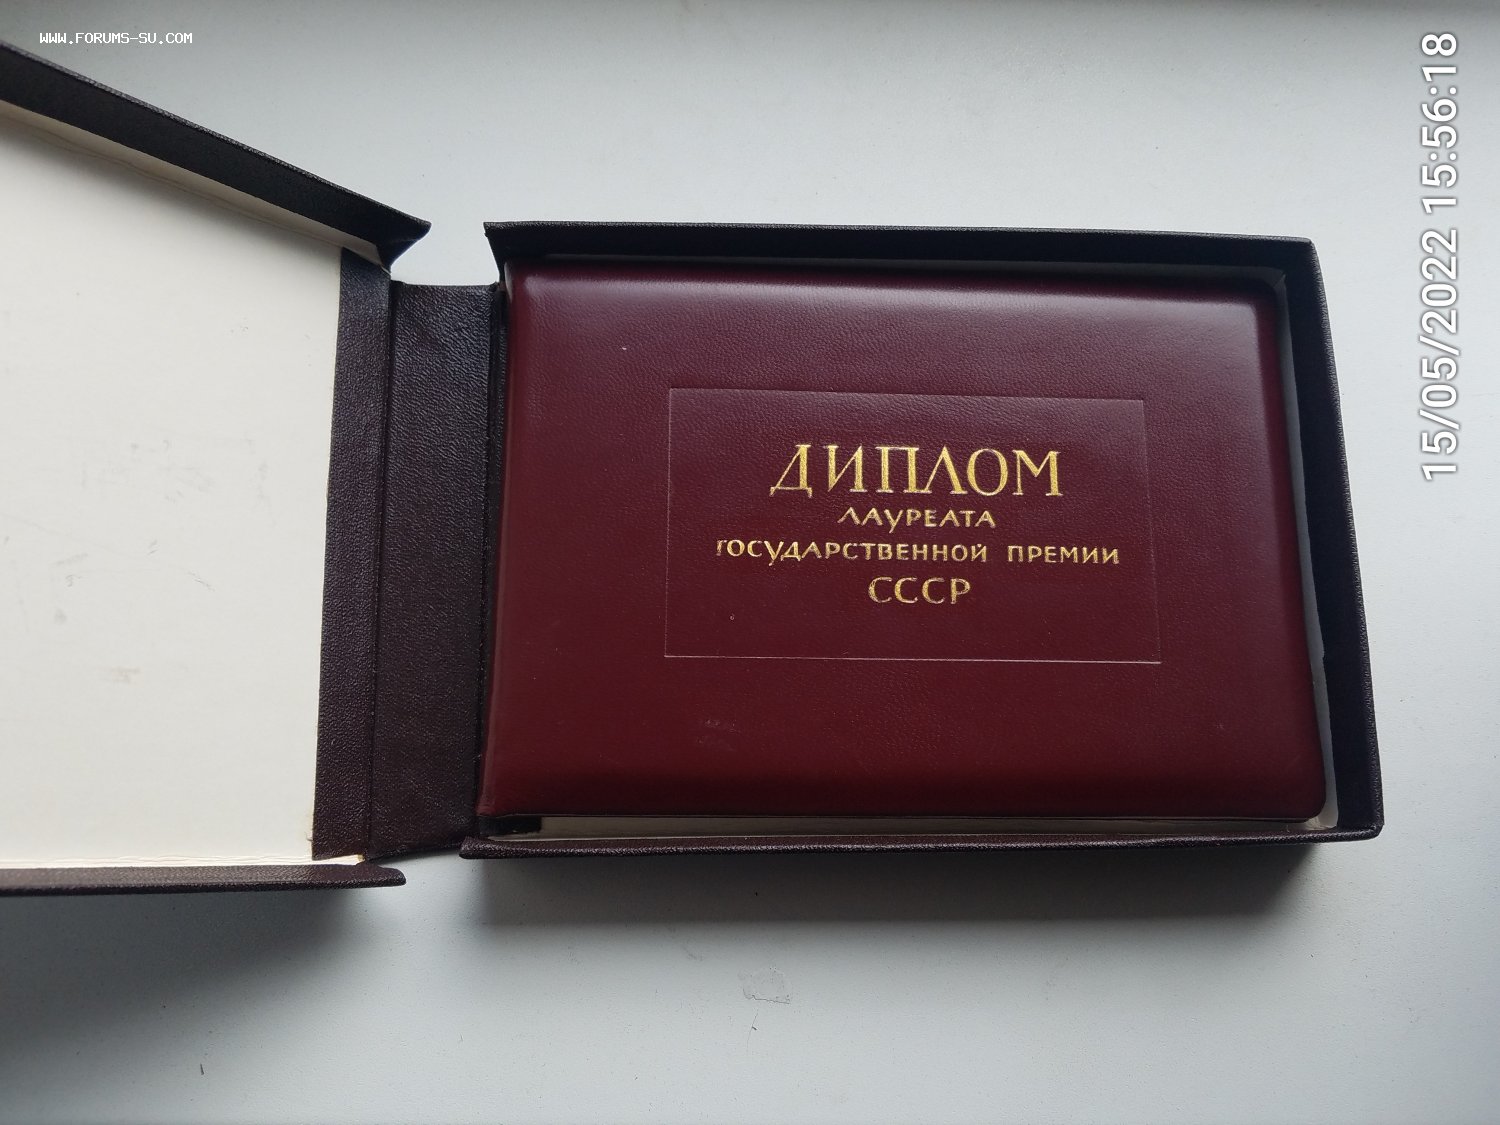 WWW.FORUMS-SU.COM
15/05/2022 15:56:18
ДИПЛОМ
ЛАУРЕАТА
ГОСУДАРСТВЕННОЙ ПРЕМИИ
СССР